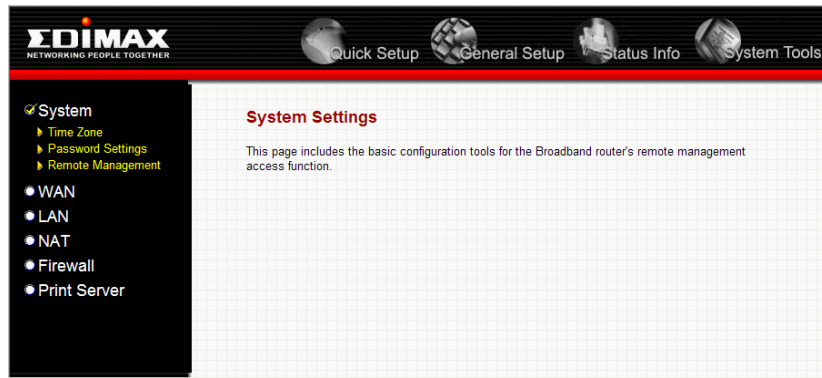 EDIMAX
NETWORKING PEOPLE TOGETHER
Quick Setup
General Setup
Status Info
System Tools
System
Time Zone
Password Settings
Remote Management
WAN
LAN
NAT
Firewall
Print Server
System Settings
This page includes the basic configuration tools for the Broadband router's remote management
access function.